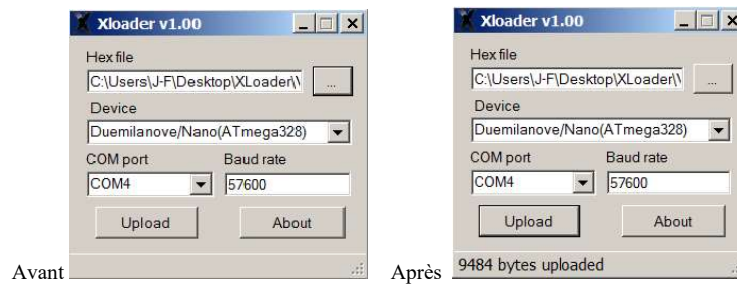 Xloader v1.00
Hex file
C:\Users\J-F\Desktop\XLoader\\
...
Device
Duemilanove/Nano(ATmega328)
COM port Baud rate
COM4 57600
Upload About
Avant
Xloader v1.00
Hex file
C:\Users\J-F\Desktop\XLoader\\
...
Device
Duemilanove/Nano(ATmega328)
COM port Baud rate
COM4 57600
Upload About
9484 bytes uploaded
Après